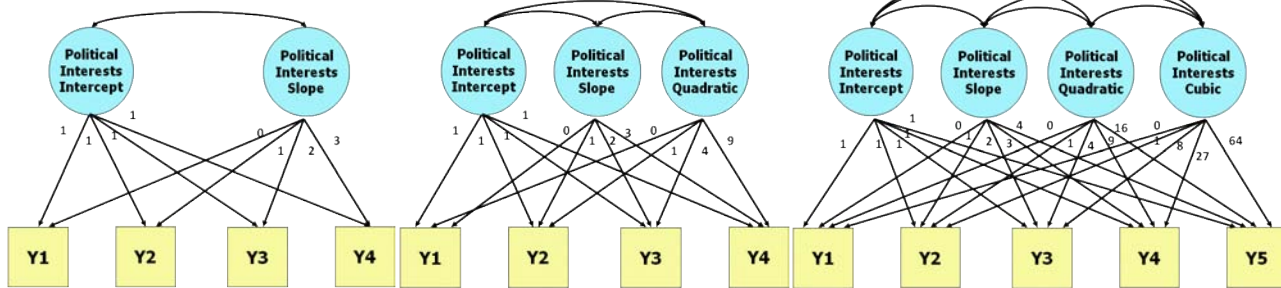 Political
Interests
Intercept
Political
Interests
Slope
1
1
1
1
0
1
2
3
Y1
Y2
Y3
Y4
Political
Interests
Intercept
Political
Interests
Slope
Political
Interests
Quadratic
1
1
1
1
0
1
2
3
0
1
4
9
Y1
Y2
Y3
Y4
Political
Interests
Intercept
Political
Interests
Slope
Political
Interests
Quadratic
Political
Interests
Cubic
1
1
1
1
1
0
1
2
3
4
0
1
4
9
16
0
1
8
27
64
Y1
Y2
Y3
Y4
Y5